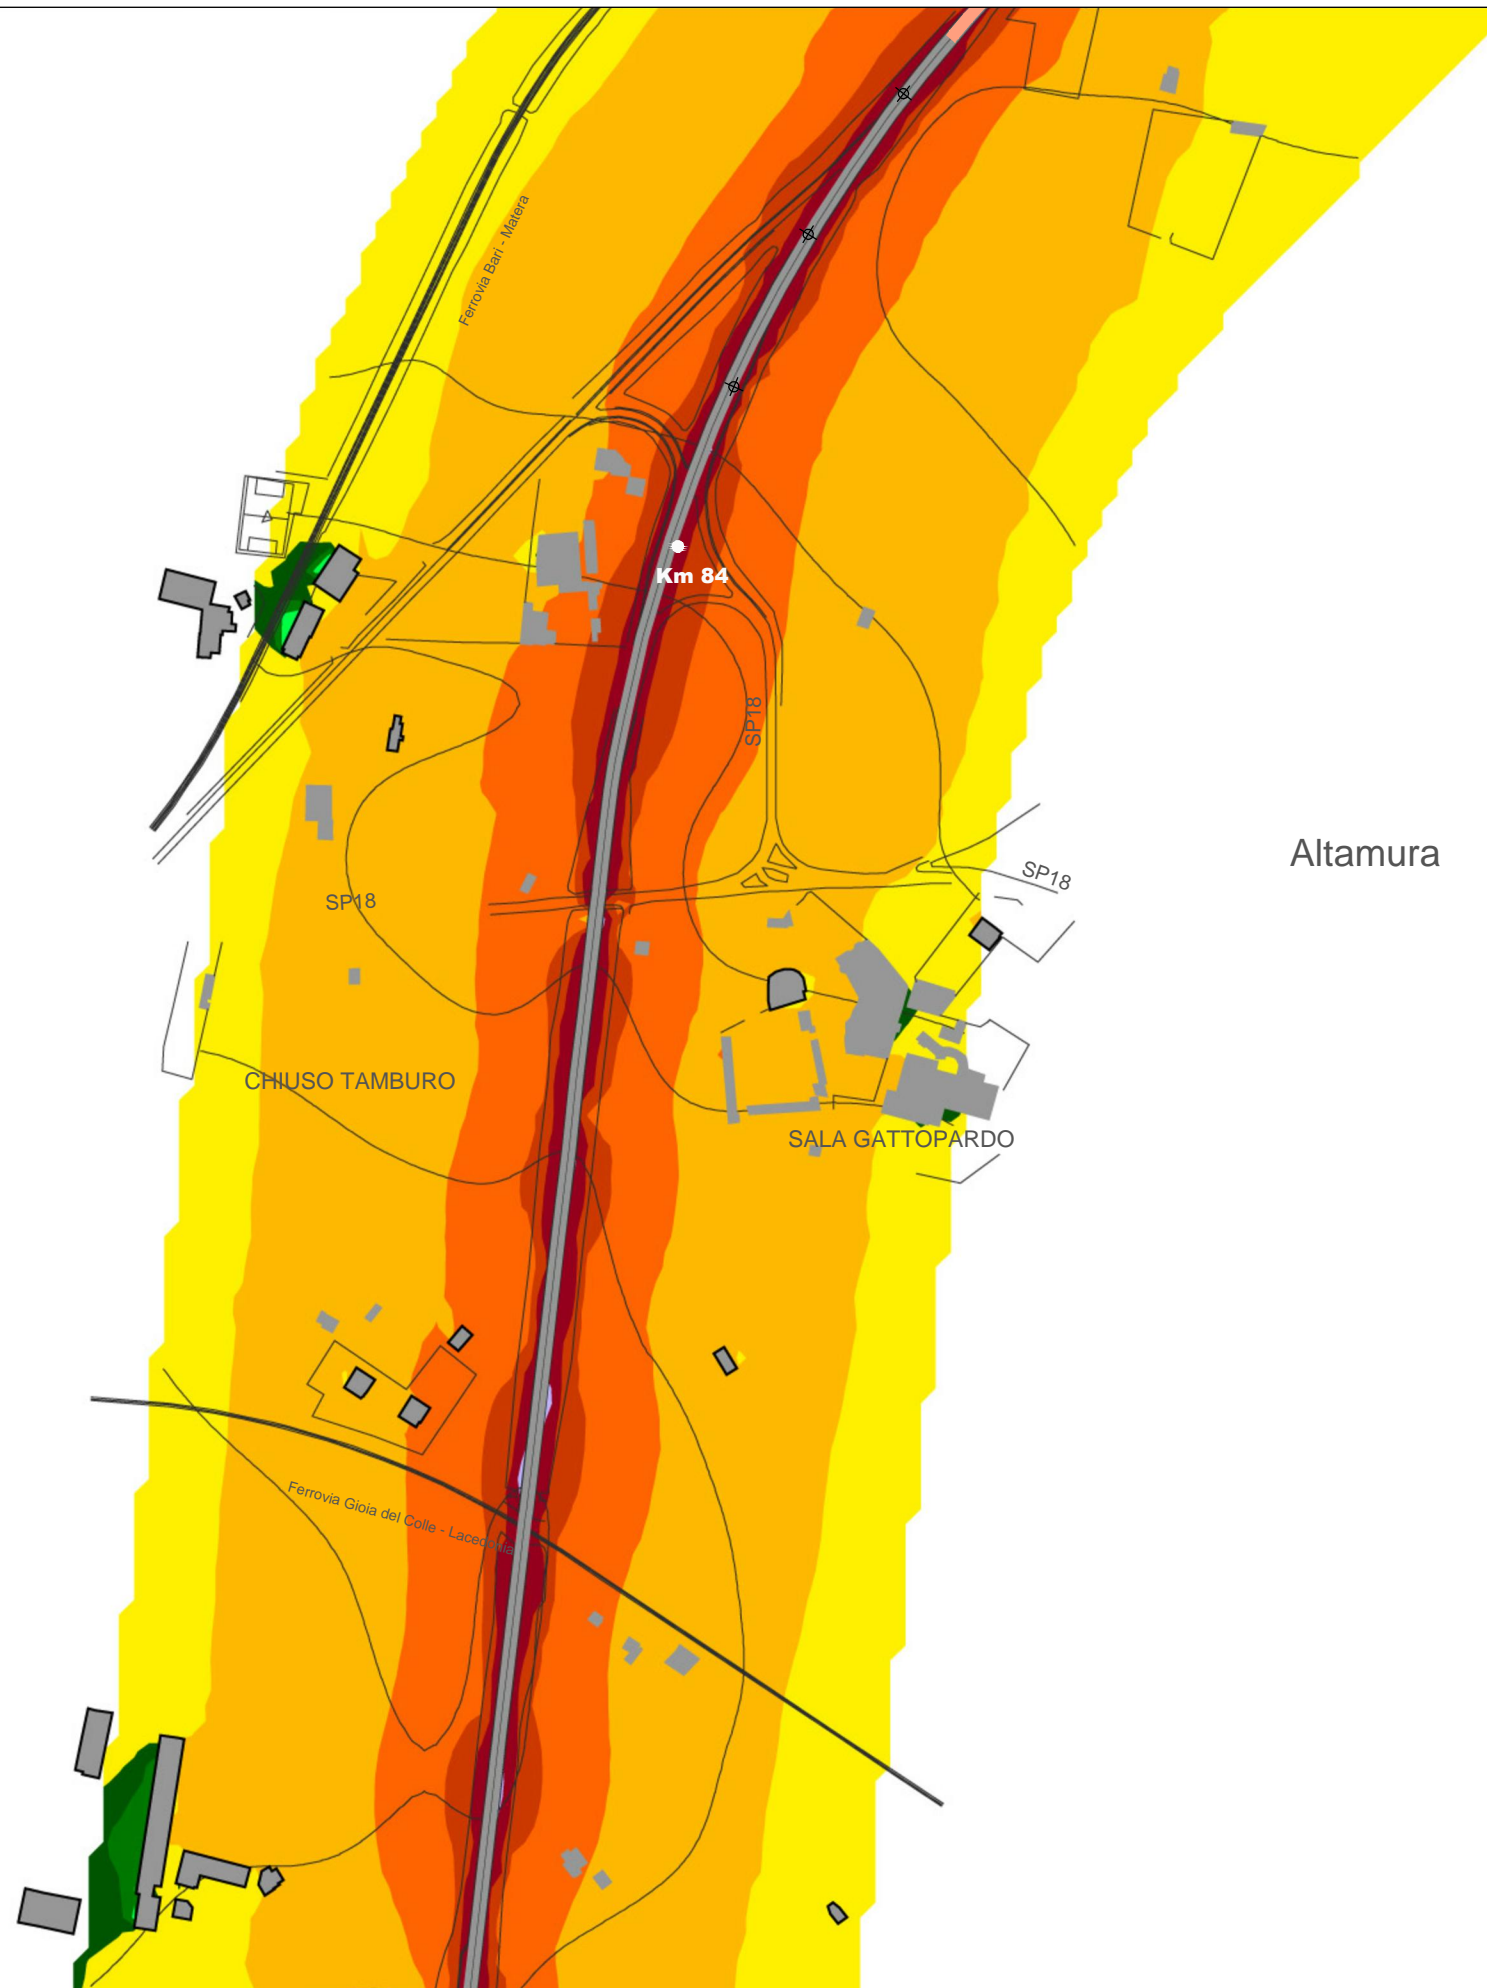 Ferrovia Bari - Matera
Km 84
SP18
Altamura
SP18
SP18
CHIUSO TAMBURO
SALA GATTOPARDO
Ferrovia Gioia del Colle - Lacedonia